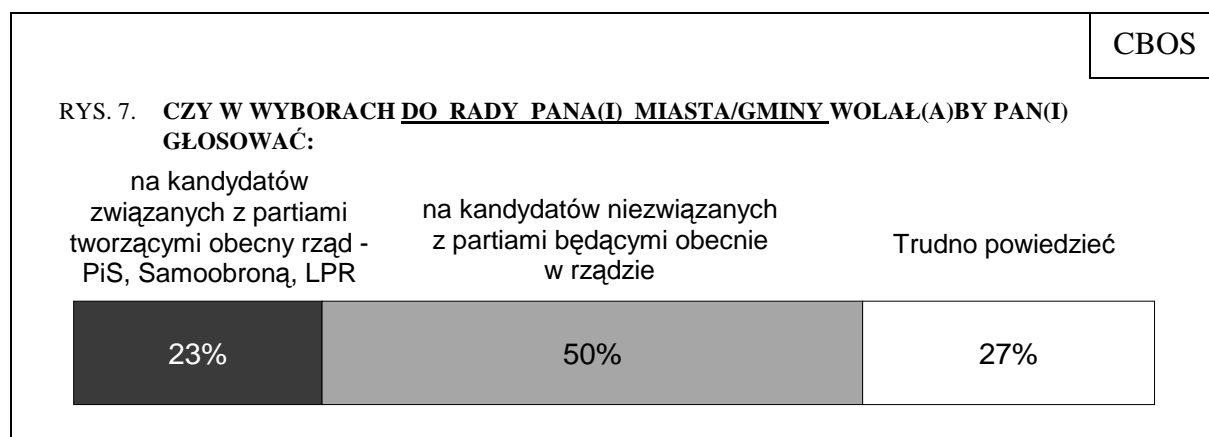 CBOS
RYS. 7. CZY W WYBORACH DO RADY PANA(I) MIASTA/GMINY WOLAŁ(A)BY PAN(I)
GŁOSOWAĆ:
na kandydatów
związanych z partiami
tworzącymi obecny rząd -
PiS, Samoobroną, LPR
na kandydatów niezwiązanych
z partiami będącymi obecnie
w rządzie
Trudno powiedzieć
23%
50%
27%